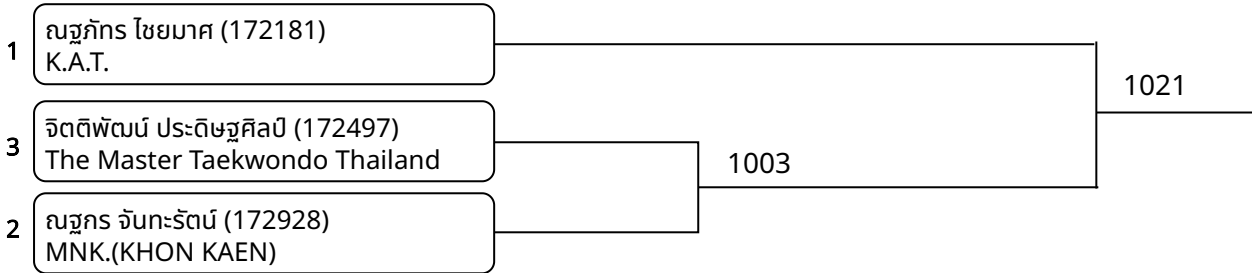 1
ณฐภัทร ไชยมาศ (172181)
K.A.T.
1021
3
จิตติพัฒน์ ประดิษฐศิลป์ (172497)
The Master Taekwondo Thailand
1003
2
ณฐกร จันทะรัตน์ (172928)
MNK.(KHON KAEN)